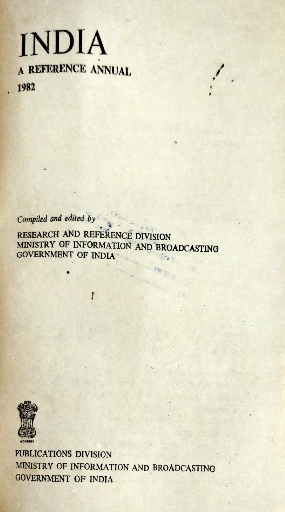 INDIA
A REFERENCE ANNUAL
1982
Compiled and edited by
RESEARCH AND REFERENCE DIVISION
MINISTRY OF INFORMATION AND BROADCASTING
GOVERNMENT OF INDIA
PUBLICATIONS DIVISION
MINISTRY OF INFORMATION AND BROADCASTING
GOVERNMENT OF INDIA